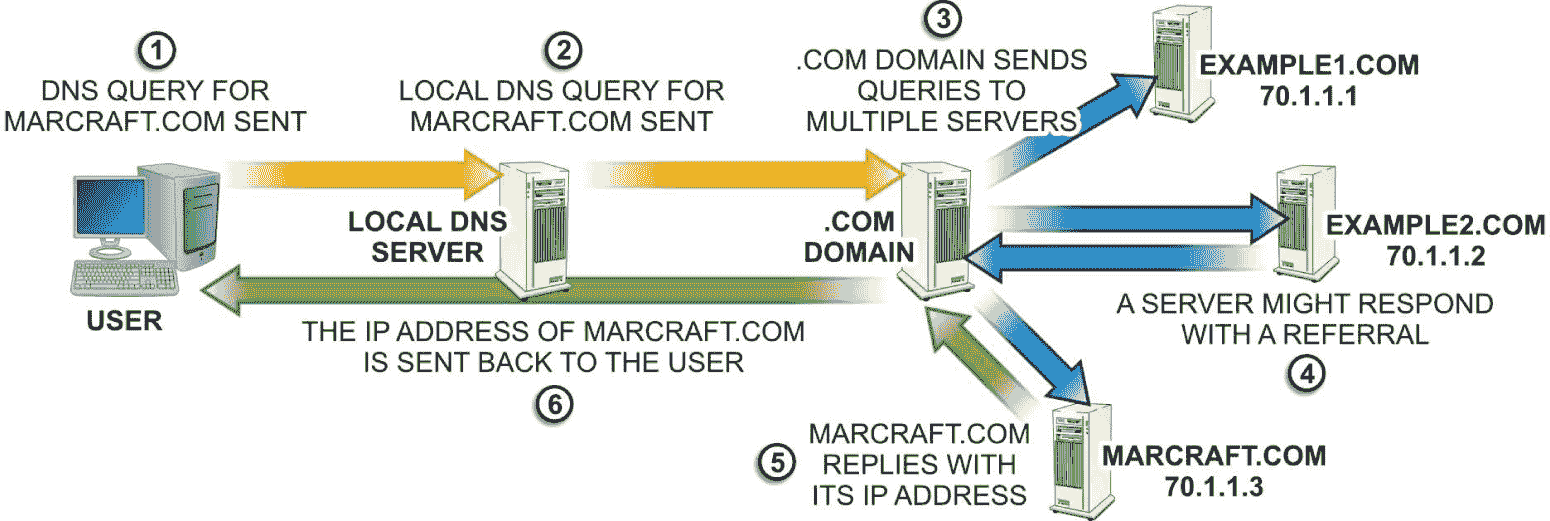 1
DNS QUERY FOR
MARCRAFT.COM SENT
2
LOCAL DNS QUERY FOR
MARCRAFT.COM SENT
3
.COM DOMAIN SENDS
QUERIES TO
MULTIPLE SERVERS
EXAMPLE1.COM
70.1.1.1
USER
LOCAL DNS
SERVER
.COM
DOMAIN
EXAMPLE2.COM
70.1.1.2
A SERVER MIGHT RESPOND
WITH A REFERRAL
4
MARCRAFT.COM
REPLIES WITH
ITS IP ADDRESS
5
MARCRAFT.COM
70.1.1.3
THE IP ADDRESS OF MARCRAFT.COM
IS SENT BACK TO THE USER
6